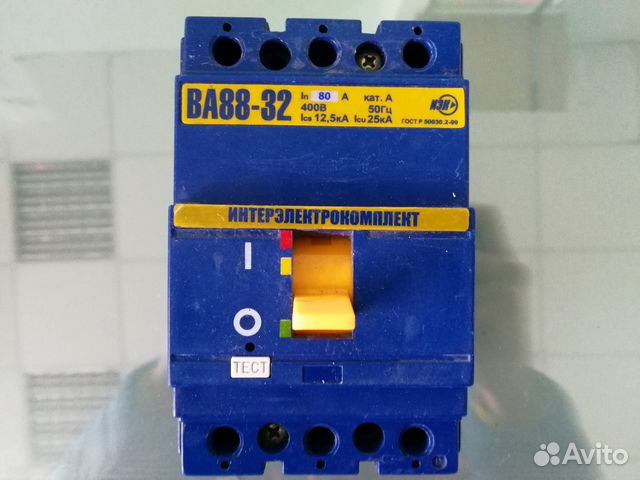 ВА88-32
In 80 А кат. А
400В 50Гц
Ics 12,5кА Icu 25кА
ИЭК
ГОСТ Р 50030.2-99
ИНТЕРЭЛЕКТРОКОМПЛЕКТ
I
O
ТЕСТ
Avito